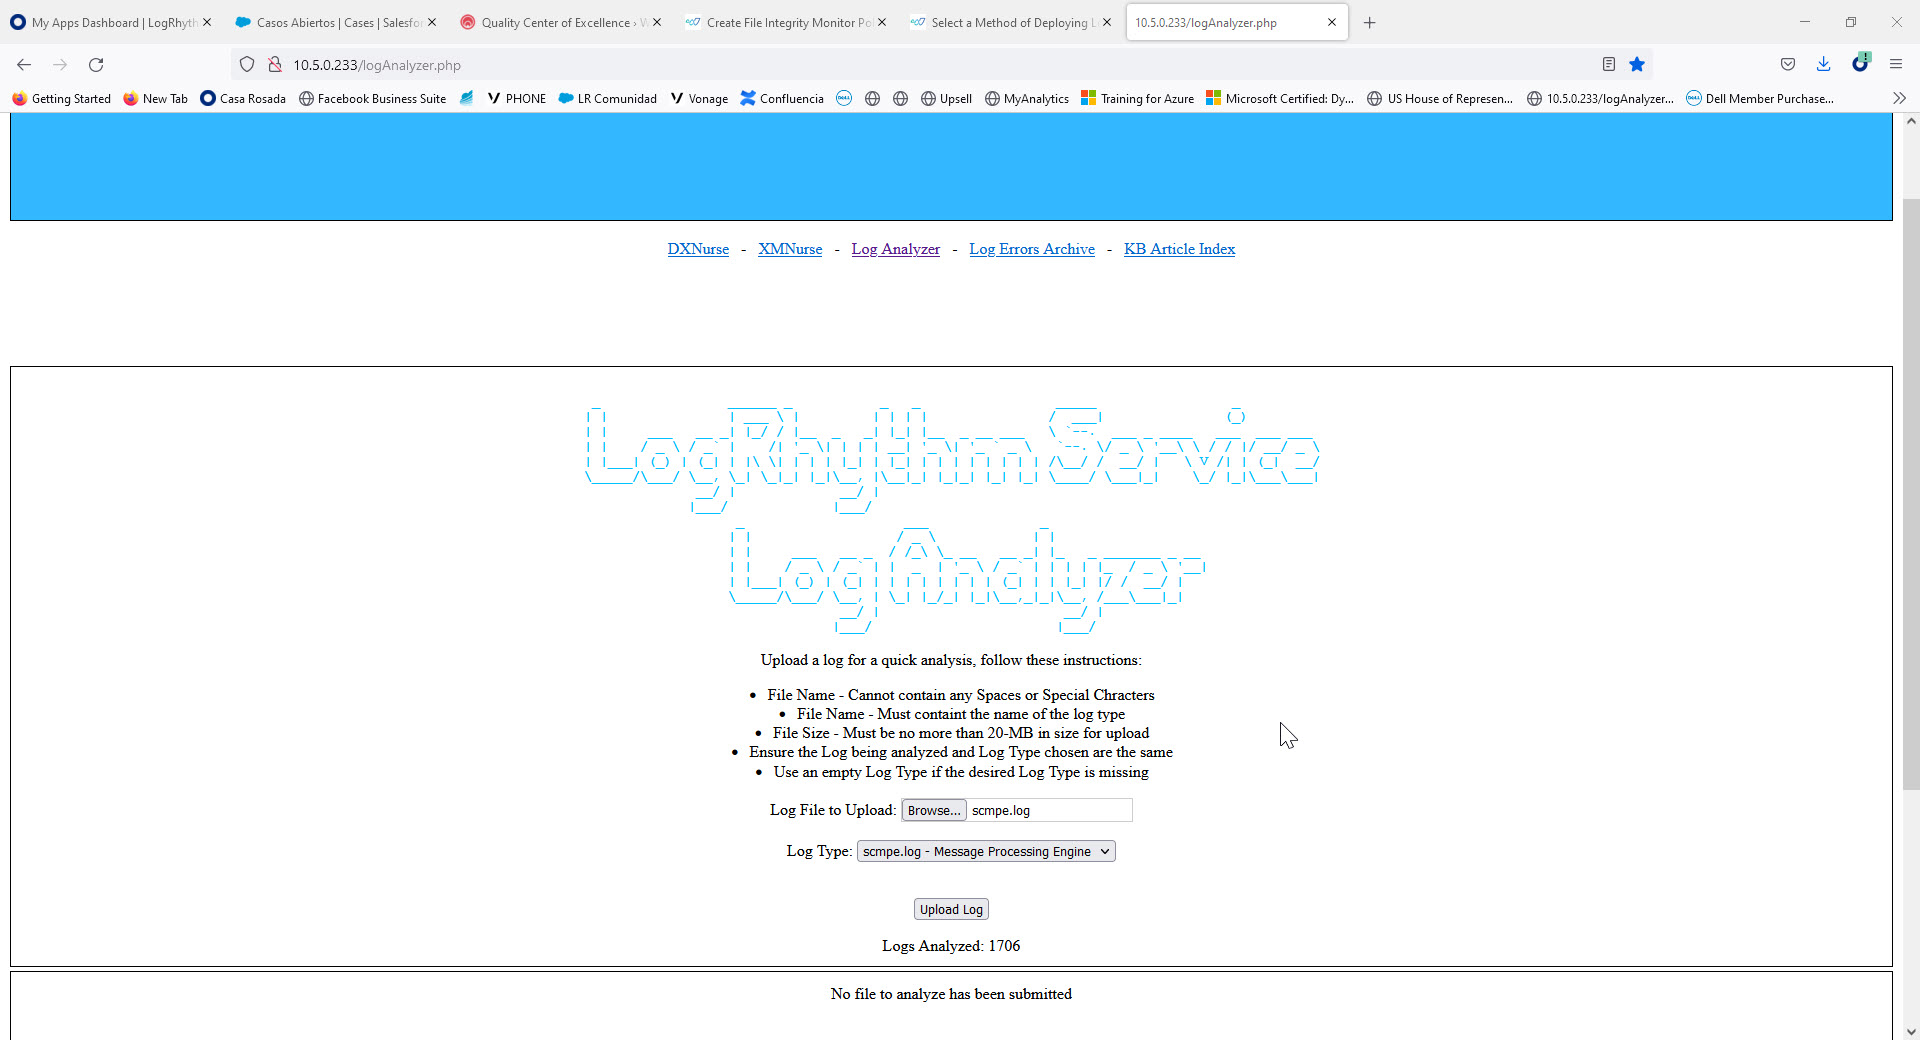 My Apps Dashboard | LogRhyth
Casos Abiertos | Cases | Salesfo
Quality Center of Excellence › W
Create File Integrity Monitor Po
Select a Method of Deploying L
10.5.0.233/logAnalyzer.php
10.5.0.233/logAnalyzer.php
Getting Started
New Tab
Casa Rosada
Facebook Business Suite
PHONE
LR Comunidad
Vonage
Confluencia
Upsell
MyAnalytics
Training for Azure
Microsoft Certified: Dy...
US House of Represen...
10.5.0.233/logAnalyzer...
Dell Member Purchase...
DXNurse - XMNurse - Log Analyzer - Log Errors Archive - KB Article Index
LogRhythm Service
Log Analyzer
Upload a log for a quick analysis, follow these instructions:
• File Name - Cannot contain any Spaces or Special Chracters
• File Name - Must containt the name of the log type
• File Size - Must be no more than 20-MB in size for upload
• Ensure the Log being analyzed and Log Type chosen are the same
• Use an empty Log Type if the desired Log Type is missing
Log File to Upload: Browse... scmpe.log
Log Type: scmpe.log - Message Processing Engine
Upload Log
Logs Analyzed: 1706
No file to analyze has been submitted